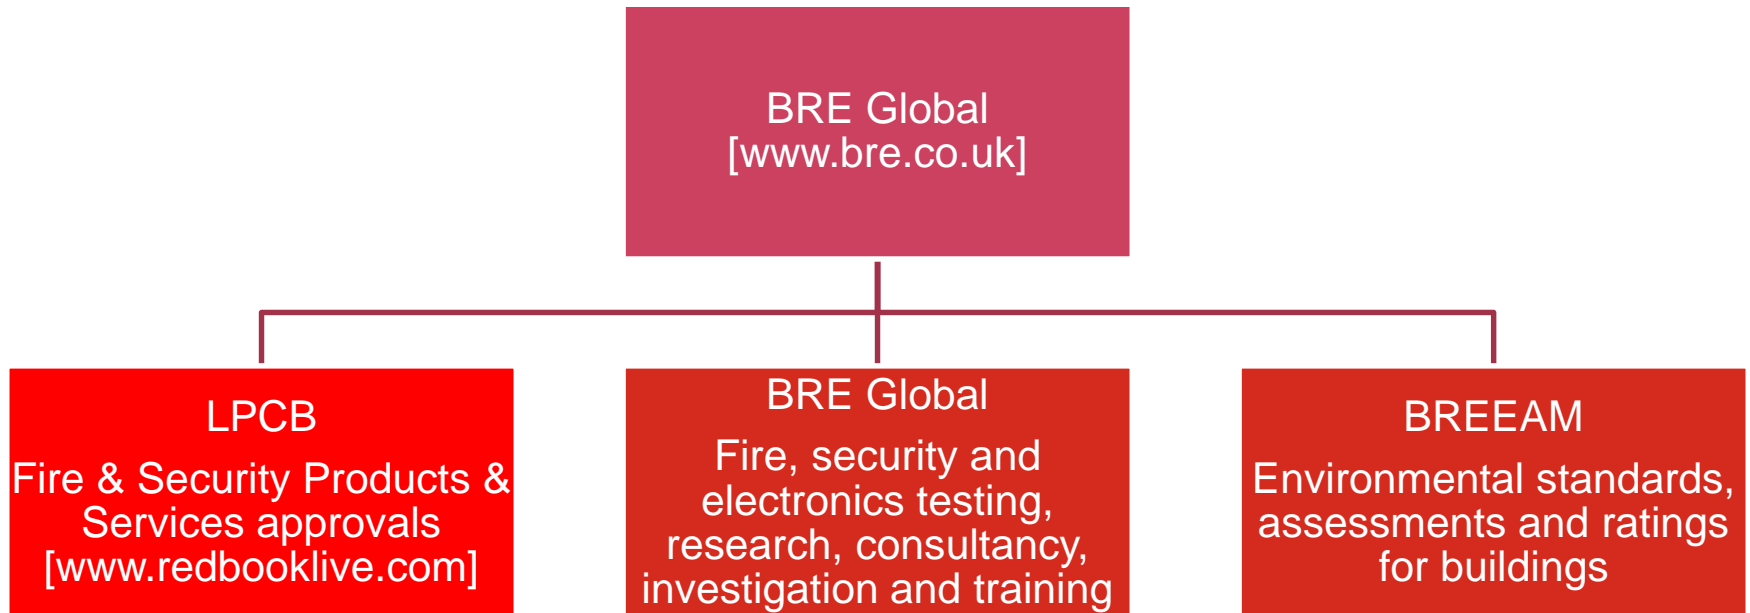 BRE Global
[www.bre.co.uk]
LPCB
Fire & Security Products &
Services approvals
[www.redbooklive.com]
BRE Global
Fire, security and
electronics testing,
research, consultancy,
investigation and training
BREEAM
Environmental standards,
assessments and ratings
for buildings